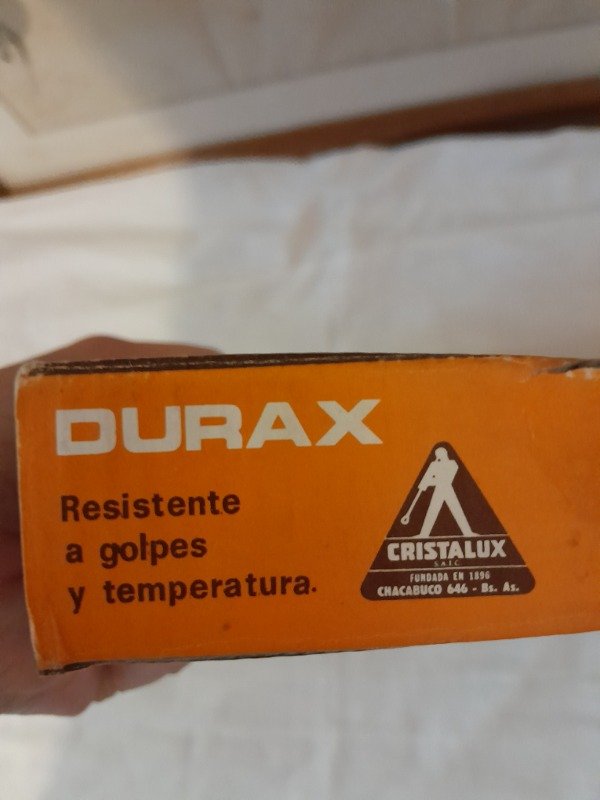 DURAX
Resistente
a golpes
y temperatura.
CRISTALUX
S.A.I.C.
FUNDADA EN 1896
CHACABUCO 646 - Bs. As.